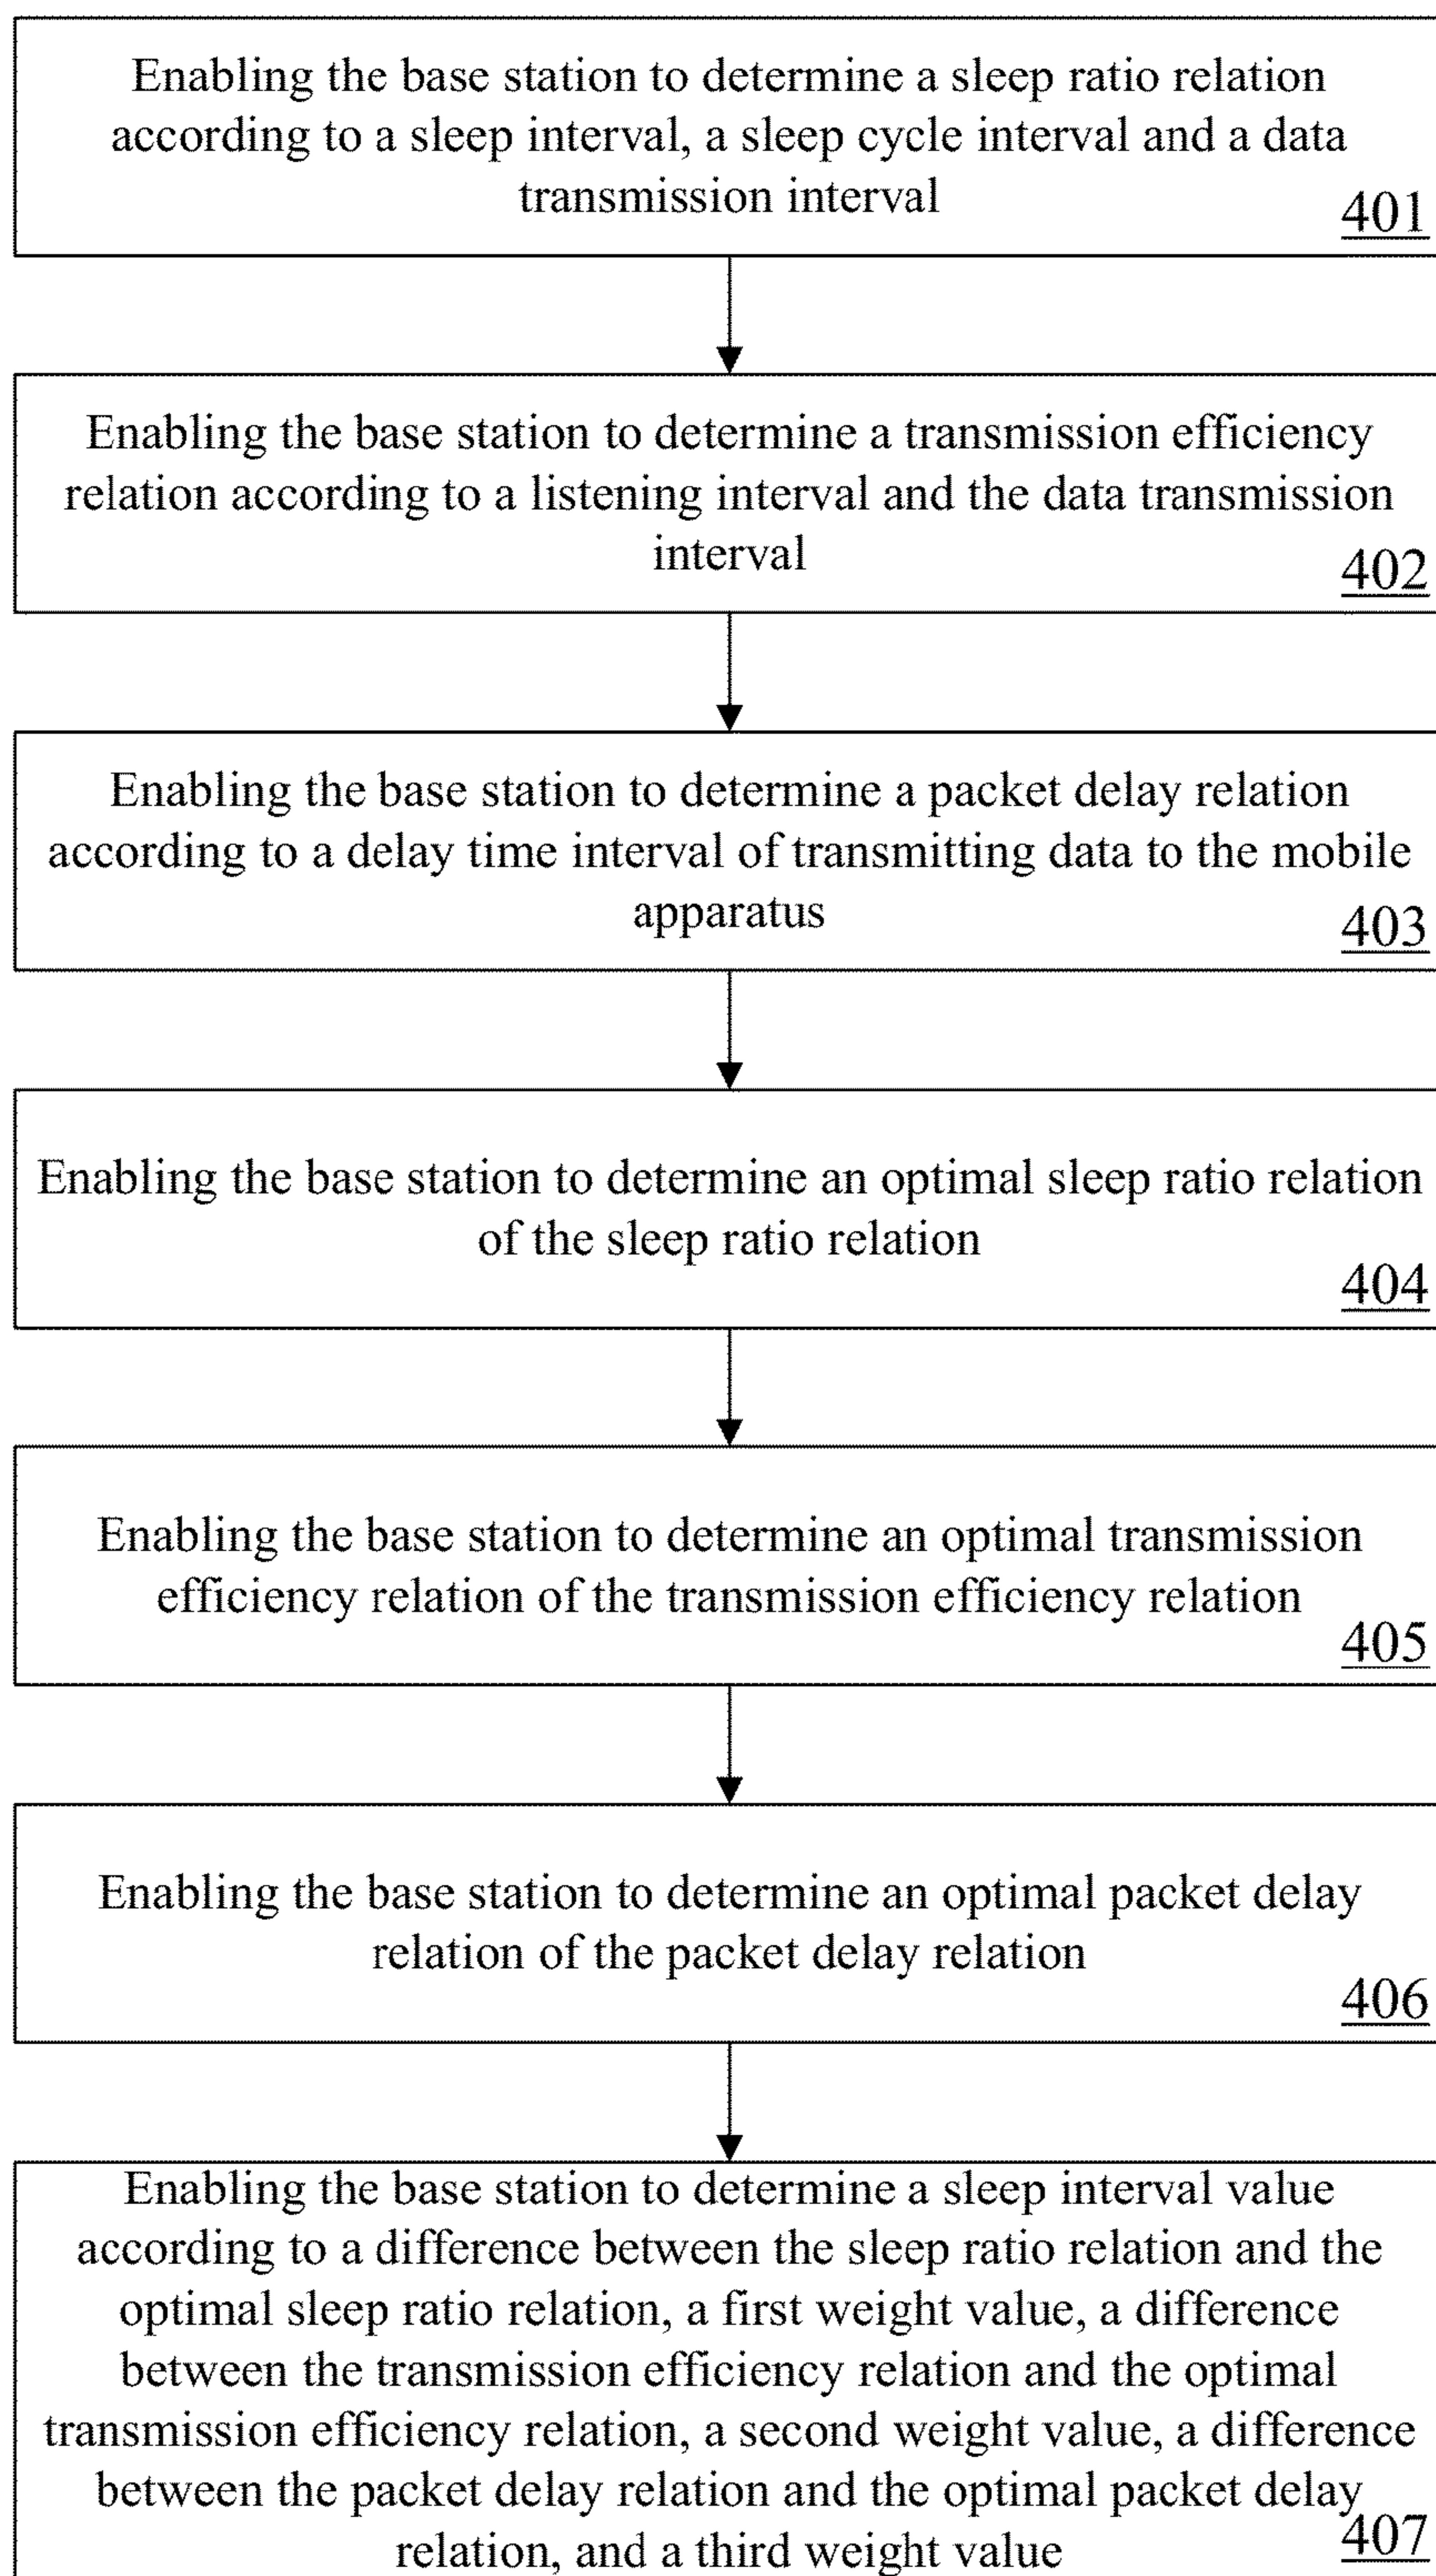 Enabling the base station to determine a sleep ratio relation
according to a sleep interval, a sleep cycle interval and a data
transmission interval
401
Enabling the base station to determine a transmission efficiency
relation according to a listening interval and the data transmission
interval
402
Enabling the base station to determine a packet delay relation
according to a delay time interval of transmitting data to the mobile
apparatus
403
Enabling the base station to determine an optimal sleep ratio relation
of the sleep ratio relation
404
Enabling the base station to determine an optimal transmission
efficiency relation of the transmission efficiency relation
405
Enabling the base station to determine an optimal packet delay
relation of the packet delay relation
406
Enabling the base station to determine a sleep interval value
according to a difference between the sleep ratio relation and the
optimal sleep ratio relation, a first weight value, a difference
between the transmission efficiency relation and the optimal
transmission efficiency relation, a second weight value, a difference
between the packet delay relation and the optimal packet delay
relation, and a third weight value
407